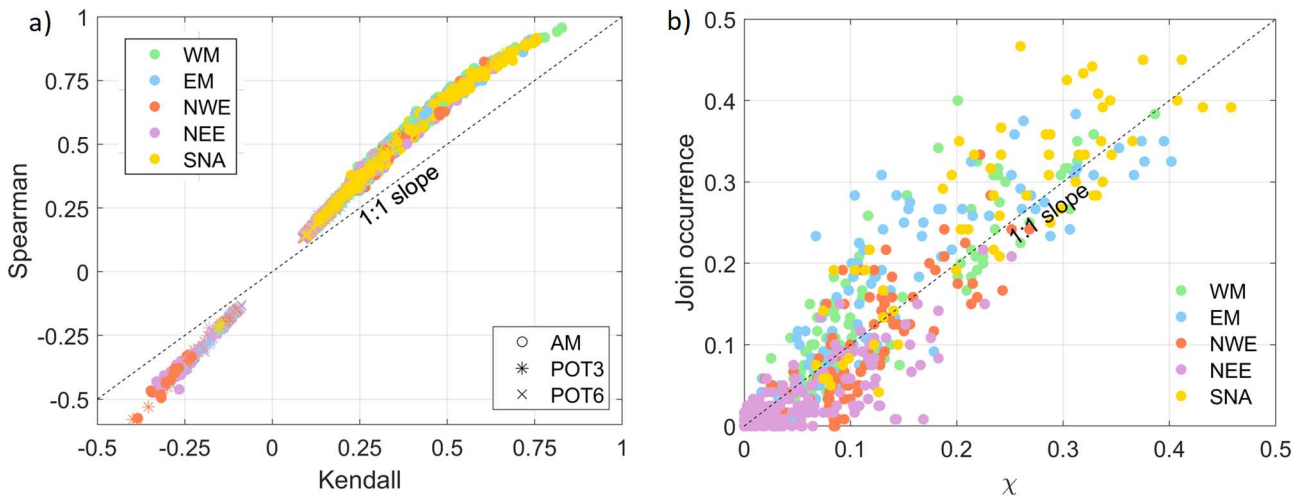 a)
1
0.75
0.5
0.25
0
-0.25
-0.5
Spearman
WM
EM
NWE
NEE
SNA
1:1 slope
AM
POT3
POT6
-0.5
-0.25
0
0.25
0.5
0.75
1
Kendall
b)
0.5
0.4
0.3
0.2
0.1
0
Join occurrence
1:1 slope
WM
EM
NWE
NEE
SNA
0
0.1
0.2
0.3
0.4
0.5
χ